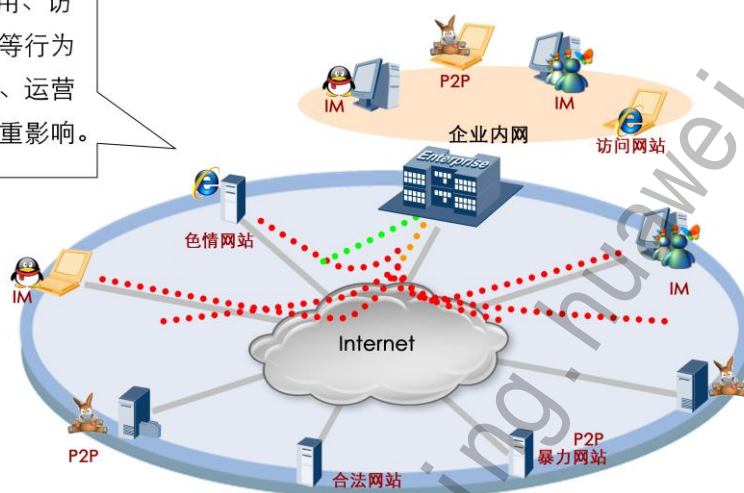 用、访
等行为
、运营
重影响。
IM
P2P
IM
企业内网
访问网站
Enterprise
色情网站
IM
IM
Internet
P2P
P2P
暴力网站
合法网站
ing.huawei